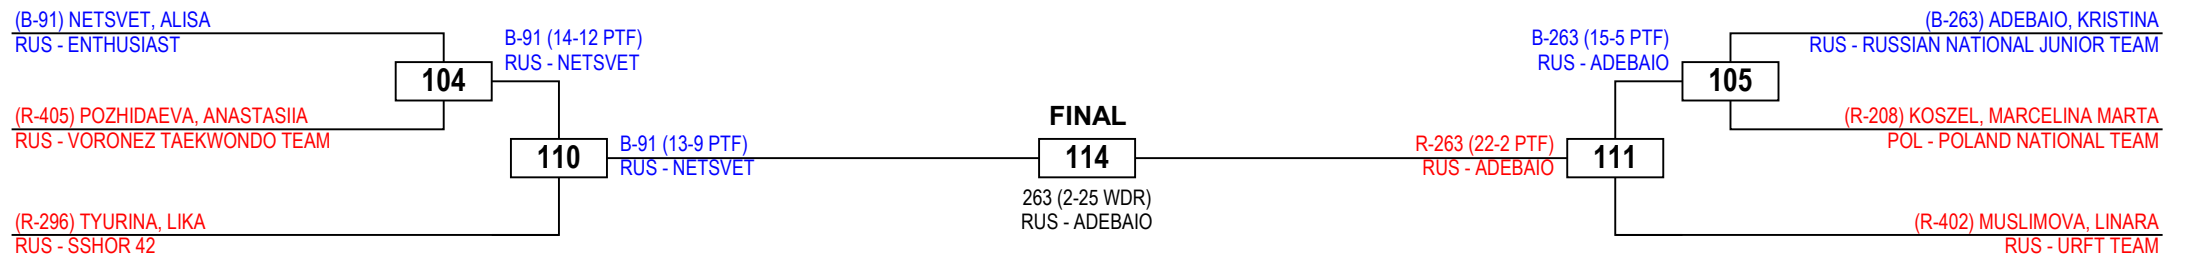 (B-91) NETSVET, ALISA
RUS - ENTHUSIAST
B-91 (14-12 PTF)
RUS - NETSVET
104
(R-405) POZHIDAEVA, ANASTASIIA
RUS - VORONEZ TAEKWONDO TEAM
110
B-91 (13-9 PTF)
RUS - NETSVET
(R-296) TYURINA, LIKA
RUS - SSHOR 42
FINAL
114
263 (2-25 WDR)
RUS - ADEBAIO
(B-263) ADEBAIO, KRISTINA
RUS - RUSSIAN NATIONAL JUNIOR TEAM
B-263 (15-5 PTF)
RUS - ADEBAIO
105
(R-208) KOSZEL, MARCELINA MARTA
POL - POLAND NATIONAL TEAM
R-263 (22-2 PTF)
RUS - ADEBAIO
111
(R-402) MUSLIMOVA, LINARA
RUS - URFT TEAM